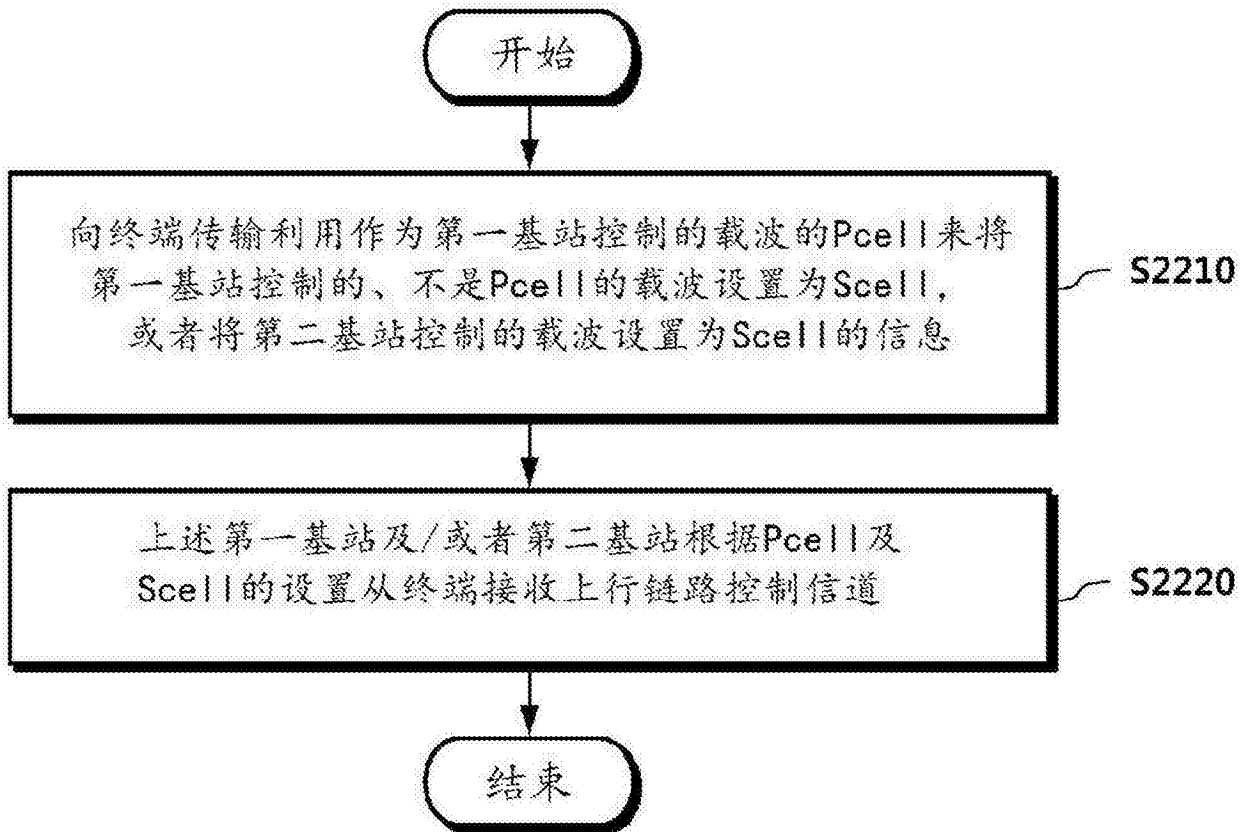 开始
向终端传输利用作为第一基站控制的载波的Pcell来将
第一基站控制的、不是Pcell的载波设置为Scell，
或者将第二基站控制的载波设置为Scell的信息
S2210
上述第一基站及/或者第二基站根据Pcell及
Scell的设置从终端接收上行链路控制信道
S2220
结束